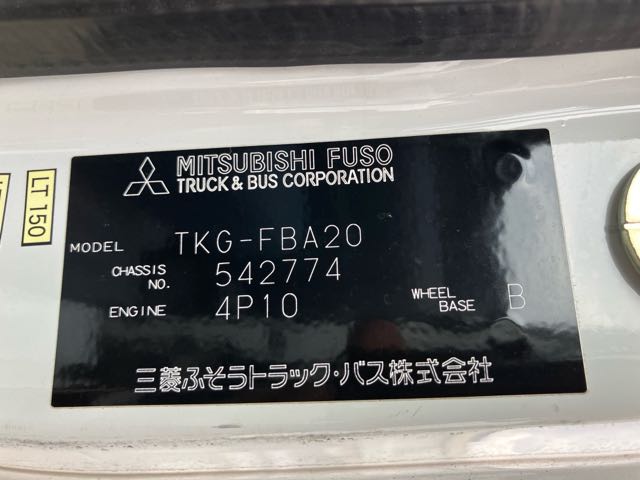 MITSUBISHI FUSO
TRUCK & BUS CORPORATION
LT 150
MODEL TKG-FBA20
CHASSIS NO. 542774
ENGINE 4P10
WHEEL BASE B
三菱ふそうトラック・バス株式会社